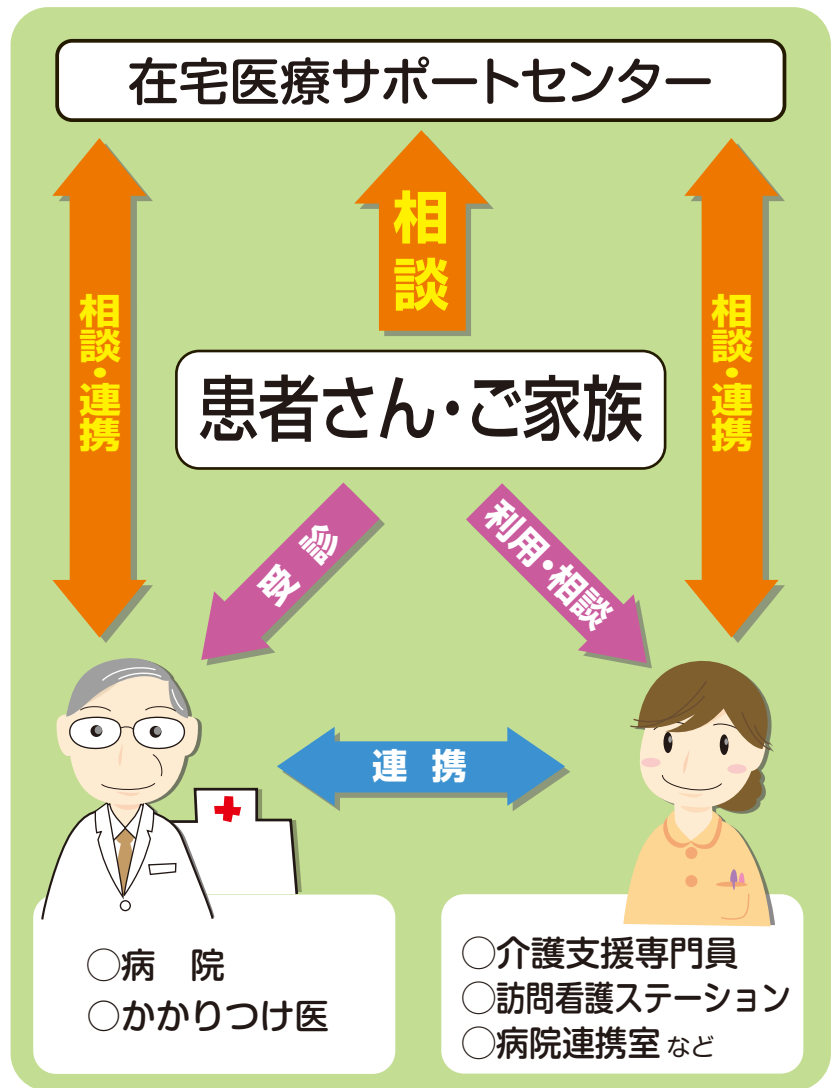 在宅医療サポートセンター
相談
相談・連携
相談・連携
患者さん・ご家族
受診
利用・相談
連携
○病　院
○かかりつけ医
○介護支援専門員
○訪問看護ステーション
○病院連携室 など